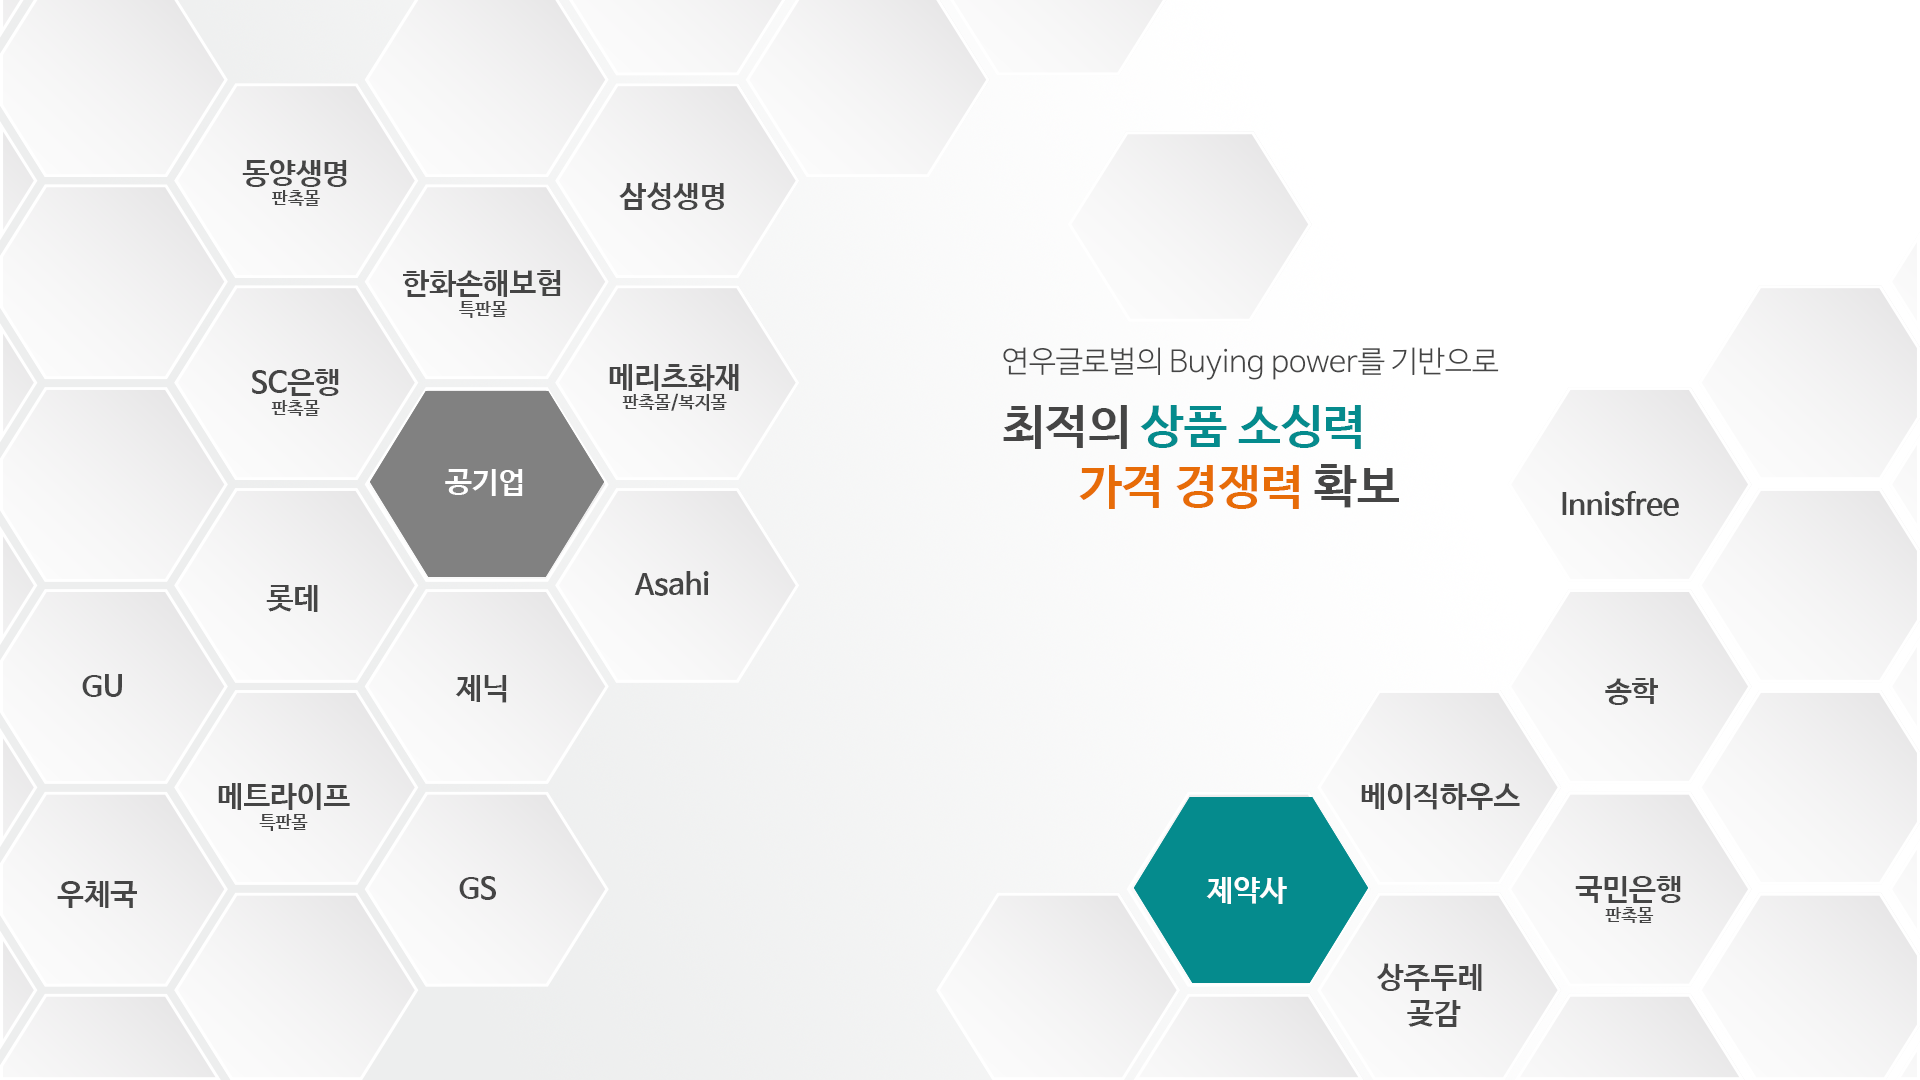 동양생명
판촉몰
삼성생명
한화손해보험
특판몰
SC은행
판촉몰
메리츠화재
판촉몰/복지몰
공기업
롯데
Asahi
GU
제닉
메트라이프
특판몰
우체국
GS
연우글로벌의 Buying power를 기반으로
최적의 상품 소싱력
가격 경쟁력 확보
Innisfree
송학
베이직하우스
제약사
국민은행
판촉몰
상주두레
곶감